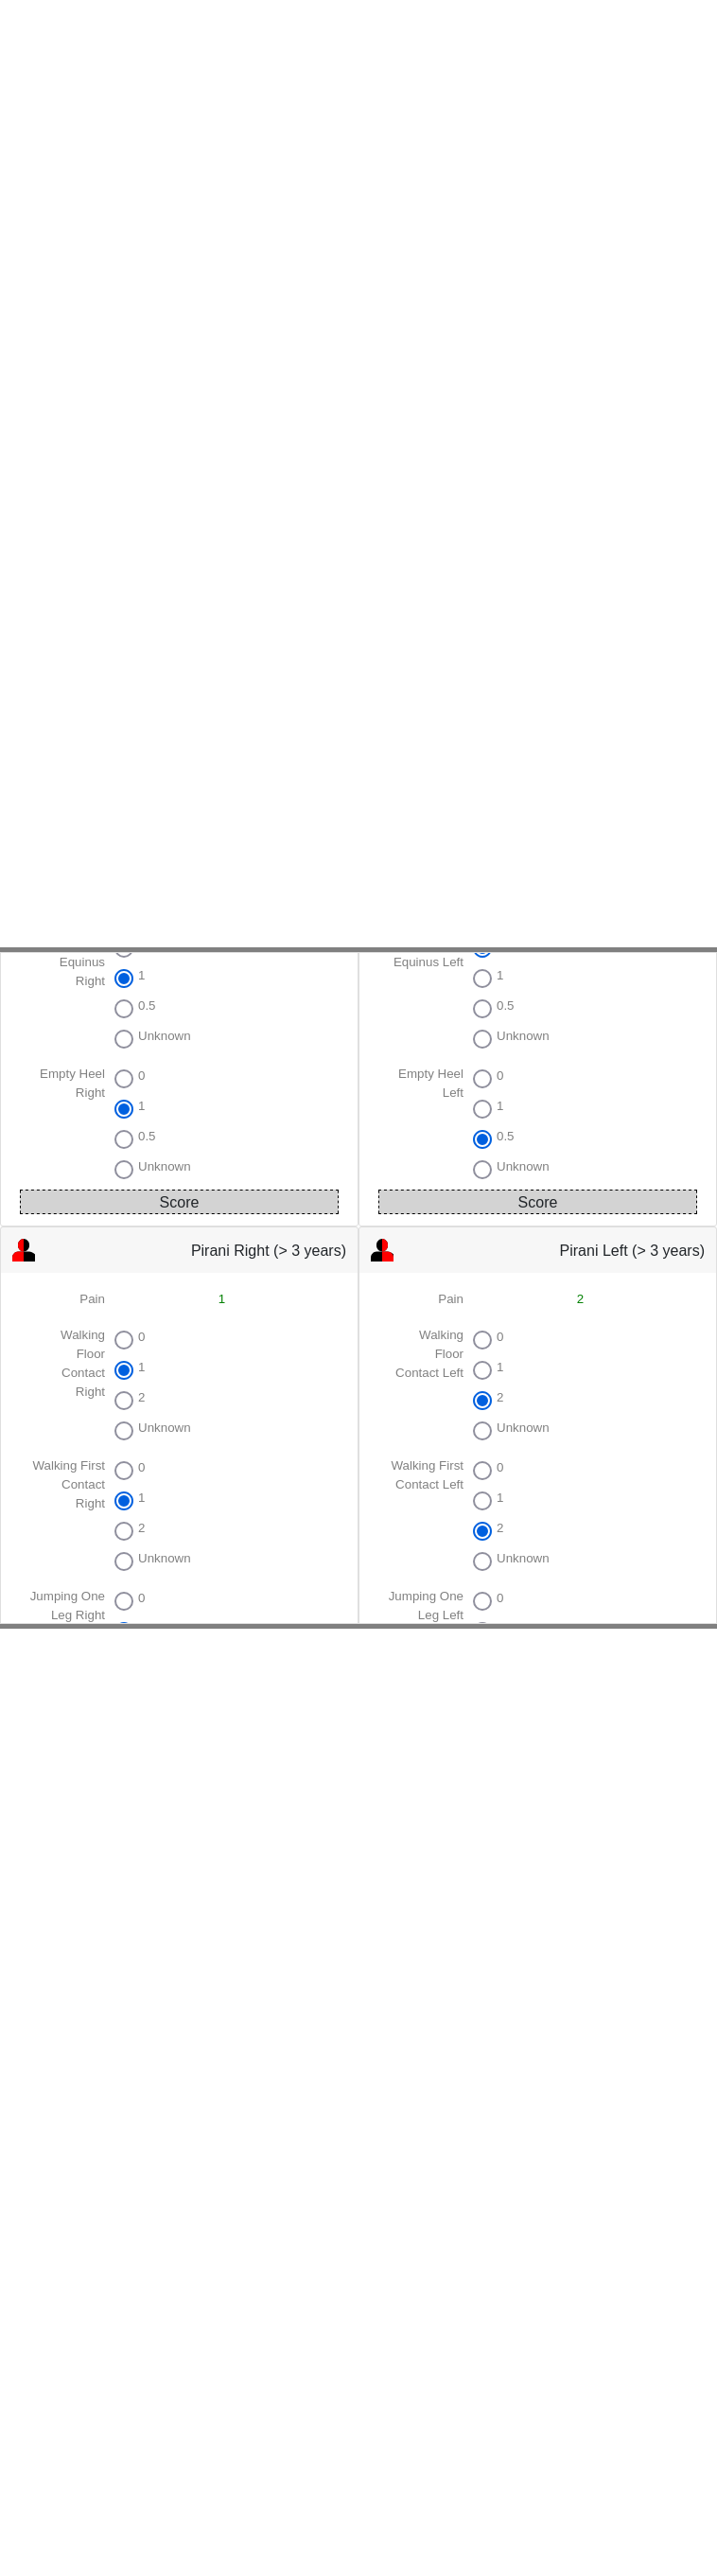 Equinus
Right
1
0.5
Unknown
Empty Heel
Right
0
1
0.5
Unknown
Score
Equinus Left
1
0.5
Unknown
Empty Heel
Left
0
1
0.5
Unknown
Score
Pirani Right (> 3 years)
Pain
1
Walking
Floor
Contact
Right
0
1
2
Unknown
Walking First
Contact
Right
0
1
2
Unknown
Jumping One
Leg Right
0
Pirani Left (> 3 years)
Pain
2
Walking
Floor
Contact Left
0
1
2
Unknown
Walking First
Contact Left
0
1
2
Unknown
Jumping One
Leg Left
0